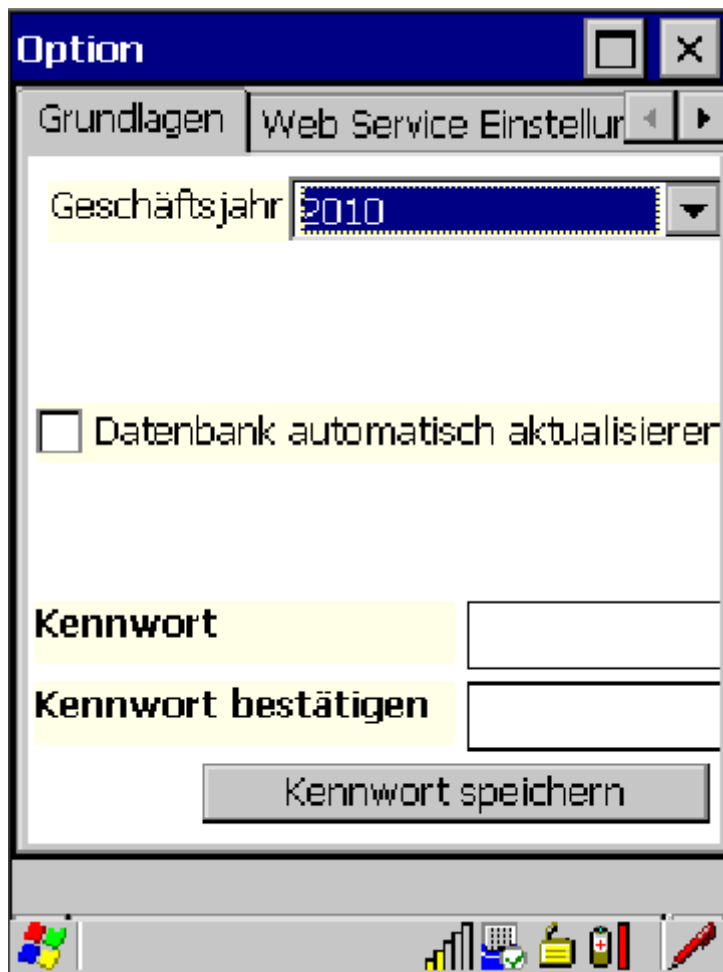 Option
Grundlagen
Web Service Einstellur
Geschäftsjahr 2010
Datenbank automatisch aktualisieren
Kennwort
Kennwort bestätigen
Kennwort speichern